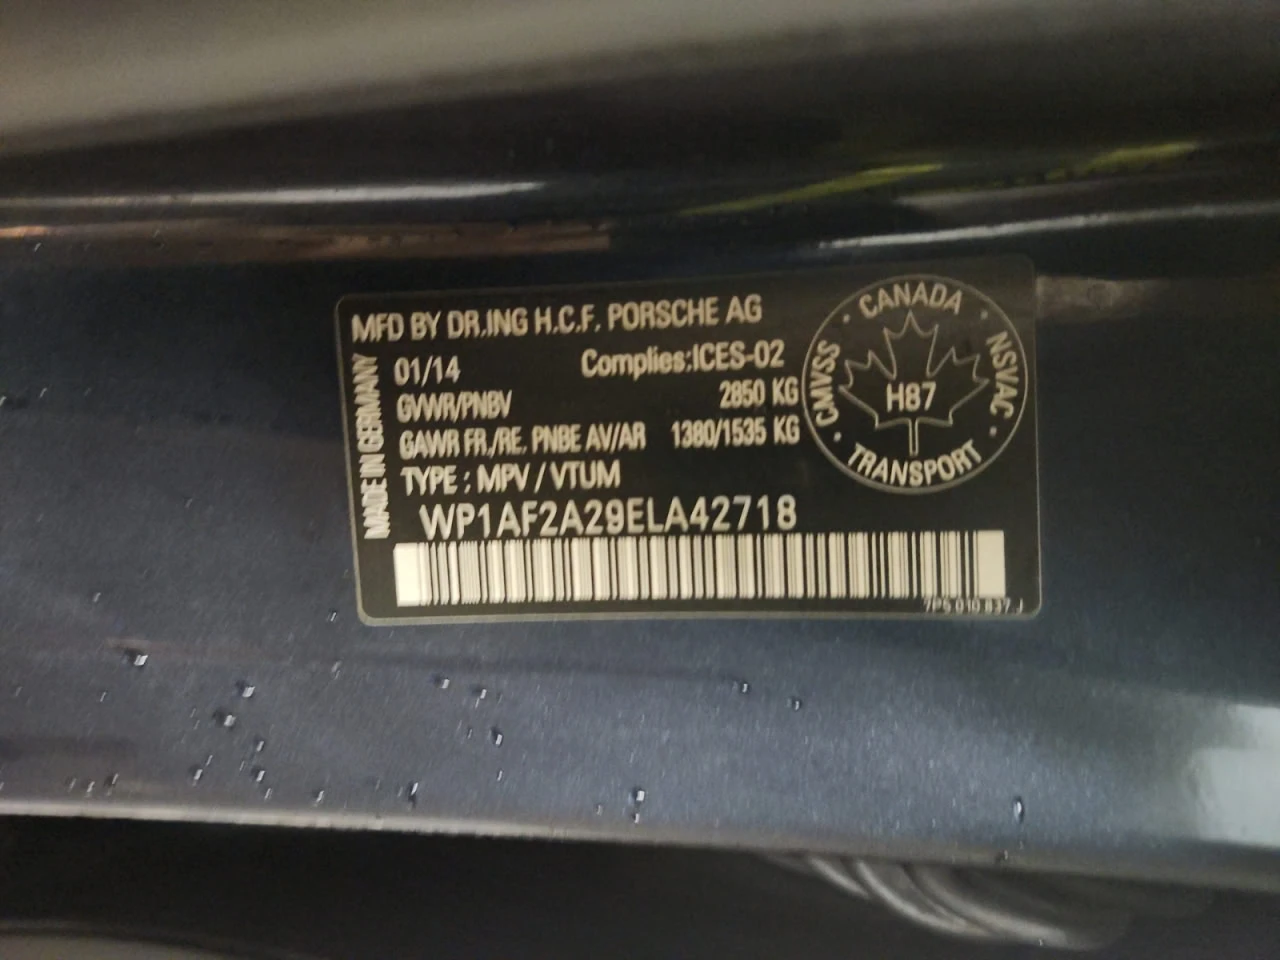 MFD BY DR.ING H.C.F. PORSCHE AG
01/14 Complies:ICES-02
GVWR/PNBV 2850 KG
GAWR FR./RE. PNBE AV/AR 1380/1535 KG
TYPE : MPV / VTUM
WP1AF2A29ELA42718
MADE IN GERMANY
7P5 010 837 J
CANADA
CMVSS · NSVAC
H87
TRANSPORT